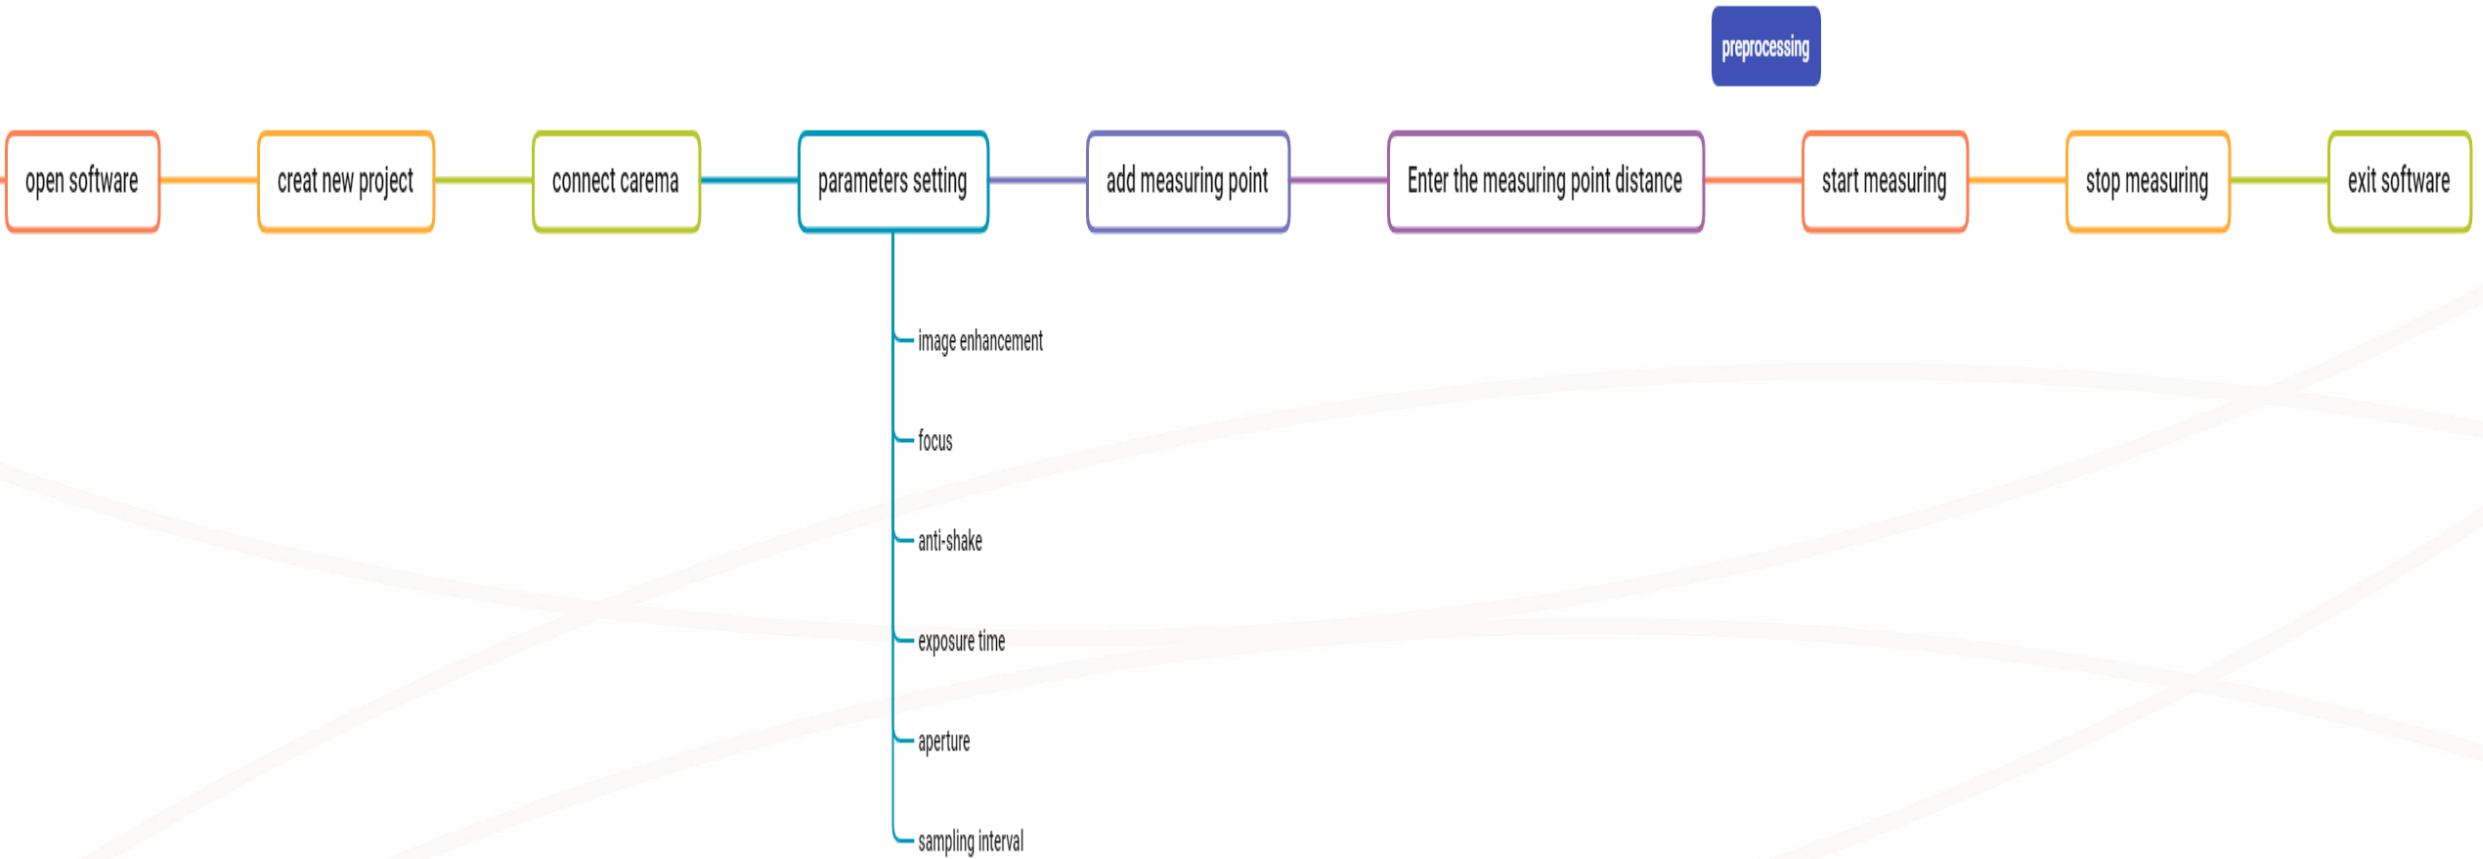 preprocessing
open software
creat new project
connect carema
parameters setting
add measuring point
Enter the measuring point distance
start measuring
stop measuring
exit software
image enhancement
focus
anti-shake
exposure time
aperture
sampling interval